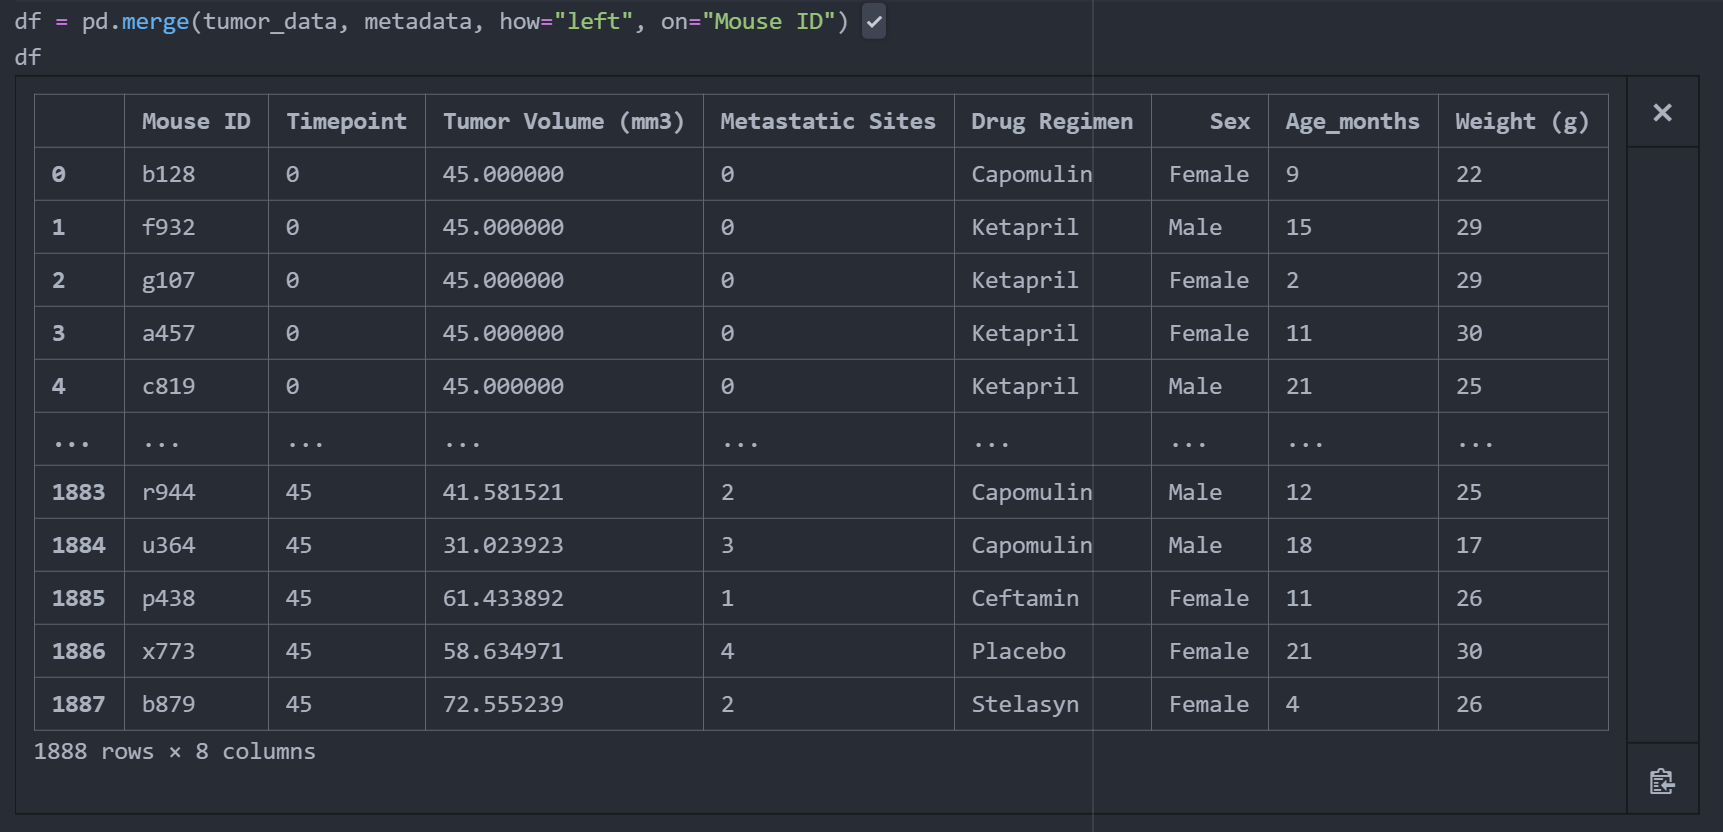 df = pd.merge(tumor_data, metadata, how="left", on="Mouse ID")
df
Mouse ID Timepoint Tumor Volume (mm3) Metastatic Sites Drug Regimen Sex Age_months Weight (g)
0 b128 0 45.000000 0 Capomulin Female 9 22
1 f932 0 45.000000 0 Ketapril Male 15 29
2 g107 0 45.000000 0 Ketapril Female 2 29
3 a457 0 45.000000 0 Ketapril Female 11 30
4 c819 0 45.000000 0 Ketapril Male 21 25
... ... ... ... ... ... ... ... ...
1883 r944 45 41.581521 2 Capomulin Male 12 25
1884 u364 45 31.023923 3 Capomulin Male 18 17
1885 p438 45 61.433892 1 Ceftamin Female 11 26
1886 x773 45 58.634971 4 Placebo Female 21 30
1887 b879 45 72.555239 2 Stelasyn Female 4 26
1888 rows × 8 columns